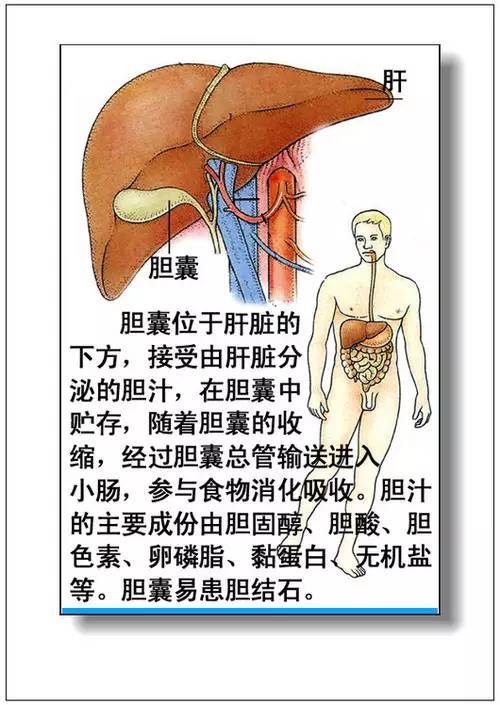 肝
胆囊
胆囊位于肝脏的
下方，接受由肝脏分
泌的胆汁，在胆囊中
贮存，随着胆囊的收
缩，经过胆囊总管输送进入
小肠，参与食物消化吸收。胆汁
的主要成份由胆固醇、胆酸、胆
色素、卵磷脂、黏蛋白、无机盐
等。胆囊易患胆结石。